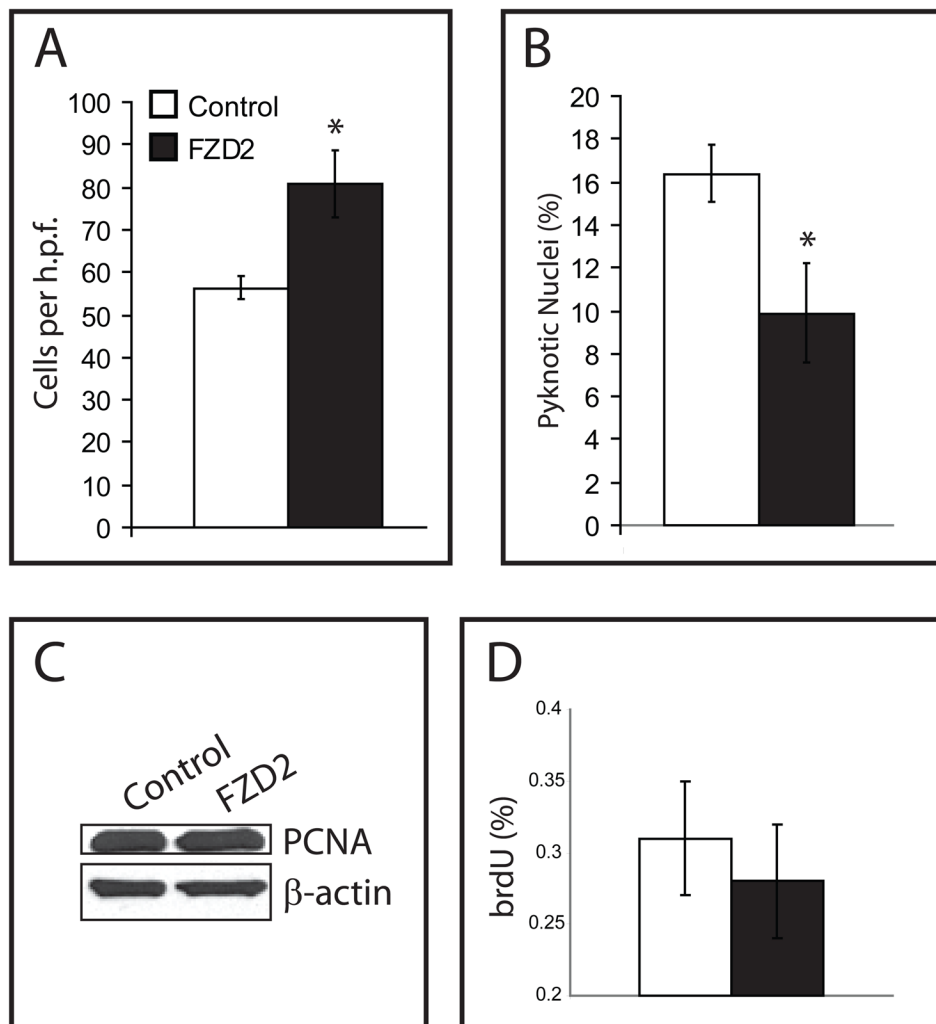 A
100
90
80
70
60
50
40
30
20
10
0
Cells per h.p.f.
Control
FZD2
*
B
20
18
16
14
12
10
8
6
4
2
0
Pyknotic Nuclei (%)
*
C
Control
FZD2
PCNA
β-actin
D
0.4
0.35
0.3
0.25
0.2
brdU (%)